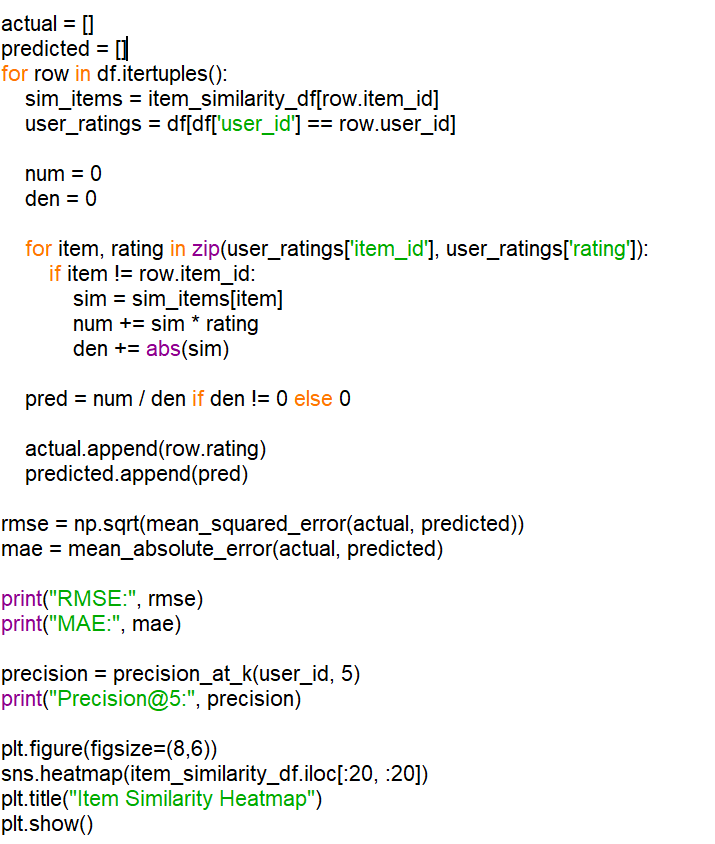 actual = []
predicted = []
for row in df.itertuples():
    sim_items = item_similarity_df[row.item_id]
    user_ratings = df[df['user_id'] == row.user_id]

    num = 0
    den = 0

    for item, rating in zip(user_ratings['item_id'], user_ratings['rating']):
        if item != row.item_id:
            sim = sim_items[item]
            num += sim * rating
            den += abs(sim)

    pred = num / den if den != 0 else 0

    actual.append(row.rating)
    predicted.append(pred)

rmse = np.sqrt(mean_squared_error(actual, predicted))
mae = mean_absolute_error(actual, predicted)

print("RMSE:", rmse)
print("MAE:", mae)

precision = precision_at_k(user_id, 5)
print("Precision@5:", precision)

plt.figure(figsize=(8,6))
sns.heatmap(item_similarity_df.iloc[:20, :20])
plt.title("Item Similarity Heatmap")
plt.show()